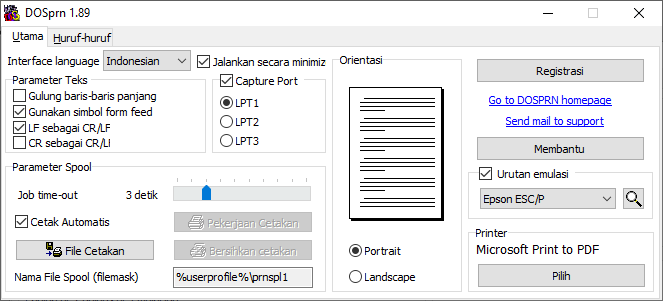 DOSprn 1.89
Utama
Huruf-huruf
Interface language
Indonesian
Jalankan secara minimiz
Parameter Teks
Gulung baris-baris panjang
Gunakan simbol form feed
LF sebagai CR/LF
CR sebagai CR/LF
Capture Port
LPT1
LPT2
LPT3
Parameter Spool
Job time-out
3 detik
Cetak Automatis
Pekerjaan Cetakan
File Cetakan
Bersihkan cetakan
Nama File Spool (filemask)
%userprofile%\prnspl1
Orientasi
Portrait
Landscape
Registrasi
Go to DOSPRN homepage
Send mail to support
Membantu
Urutan emulasi
Epson ESC/P
Printer
Microsoft Print to PDF
Pilih